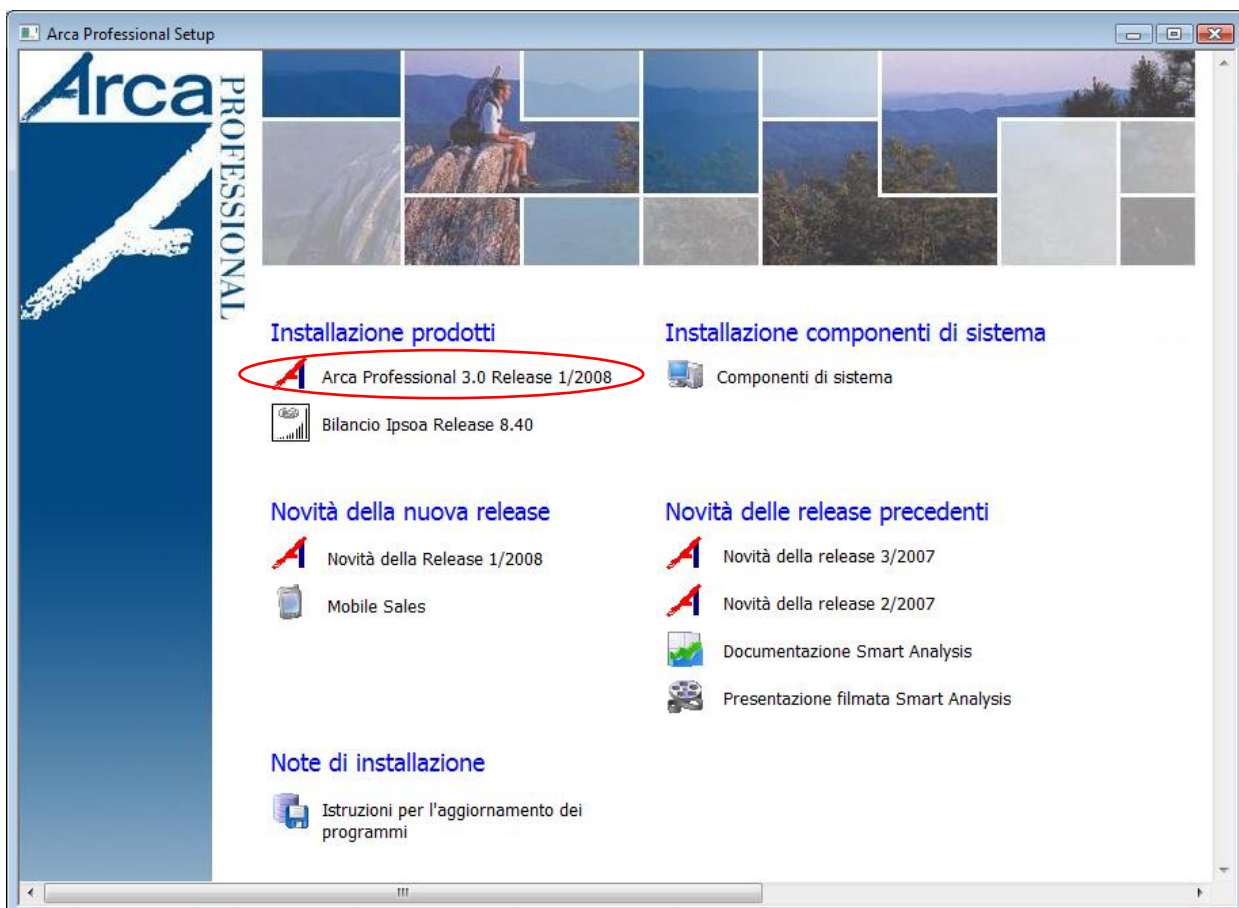 Arca Professional Setup
Arca
PROFESSIONAL
Installazione prodotti
Arca Professional 3.0 Release 1/2008
Bilancio Ipsoa Release 8.40
Installazione componenti di sistema
Componenti di sistema
Novità della nuova release
Novità della Release 1/2008
Mobile Sales
Novità delle release precedenti
Novità della release 3/2007
Novità della release 2/2007
Documentazione Smart Analysis
Presentazione filmata Smart Analysis
Note di installazione
Istruzioni per l'aggiornamento dei
programmi